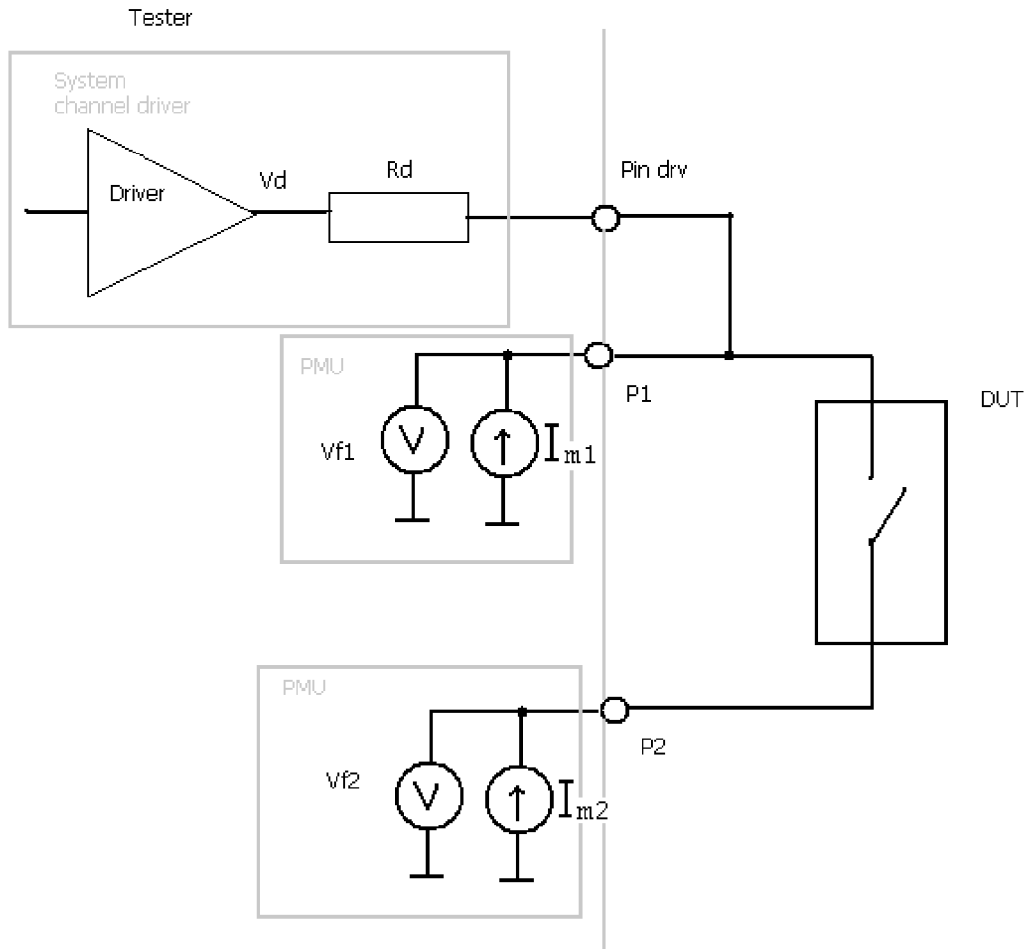 Tester
System
channel driver
Driver
Vd
Rd
Pin drv
PMU
P1
DUT
V
Vf1
Im1
PMU
P2
V
Vf2
Im2